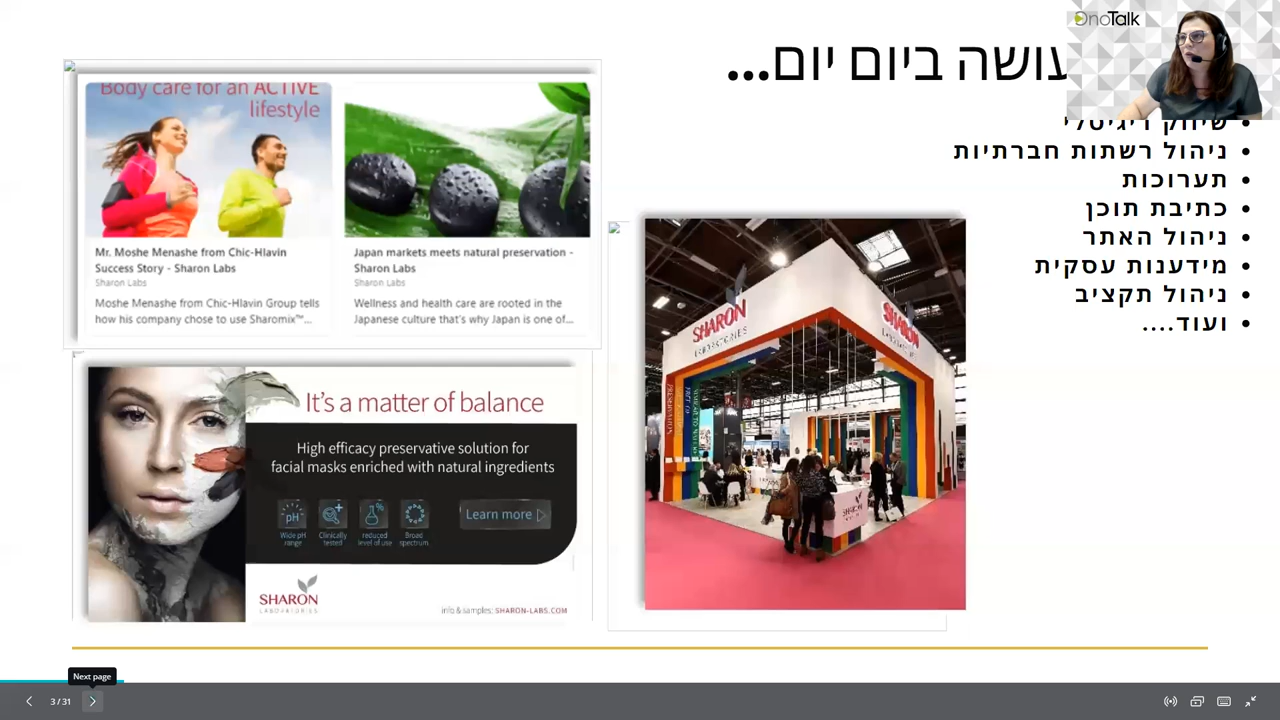 OnoTalk
עושה ביום יום...
שיווק דיגיטלי
ניהול רשתות חברתיות
תערוכות
כתיבת תוכן
ניהול האתר
מידענות עסקית
ניהול תקציב
ועוד....
Body care for an ACTIVE
lifestyle
Mr. Moshe Menashe from Chic-Hlavin
Success Story - Sharon Labs
Sharon Labs
Moshe Menashe from Chic-Hlavin Group tells
how his company chose to use Sharomix™...
Japan markets meets natural preservation -
Sharon Labs
Wellness and health care are rooted in the
Japanese culture that's why Japan is one of...
It's a matter of balance
High efficacy preservative solution for
facial masks enriched with natural ingredients
pH
Wide pH
range
Clinically
tested
reduced
level of use
Broad
spectrum
Learn more
SHARON
LABORATORIES
info & samples: SHARON-LABS.COM
SHARON
LABORATORIES
SHARON
SHARON
Next page
3 / 31